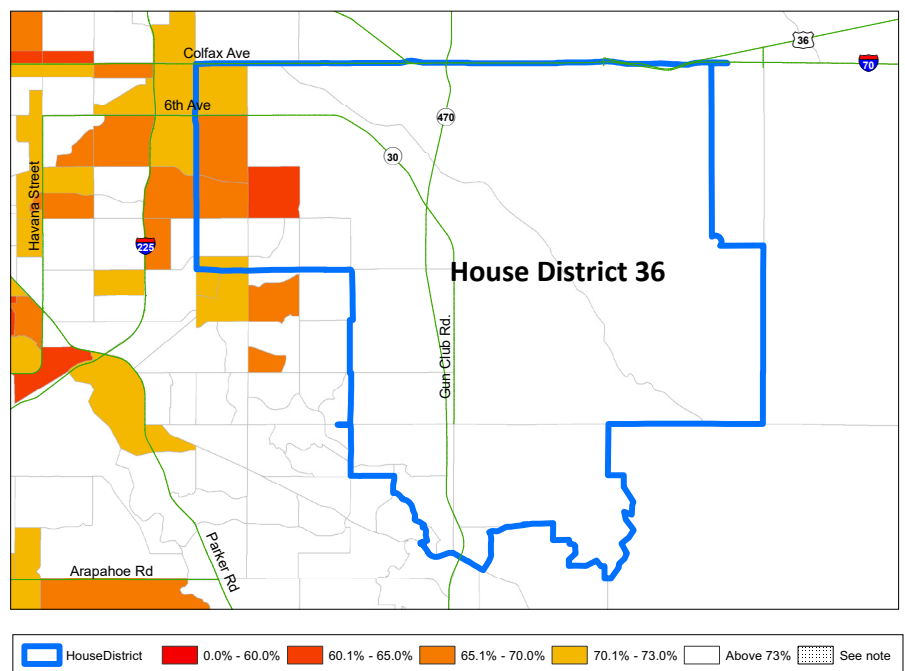 36
Colfax Ave
70
6th Ave
470
30
Havana Street
225
House District 36
Gun Club Rd.
Parker Rd
Arapahoe Rd
HouseDistrict 0.0% - 60.0% 60.1% - 65.0% 65.1% - 70.0% 70.1% - 73.0% Above 73% See note